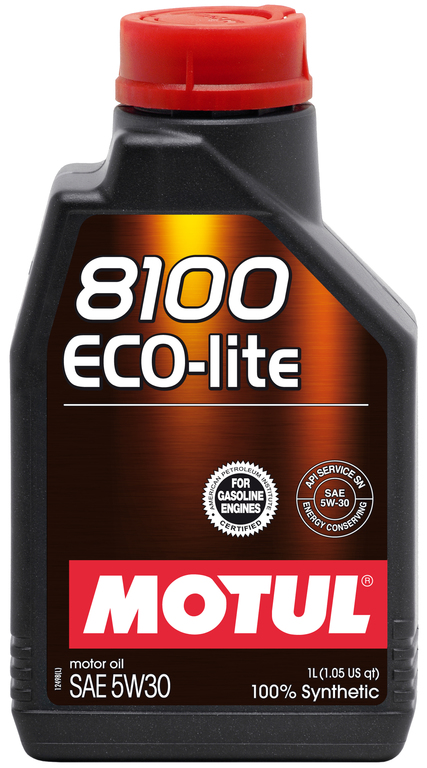 8100
ECO-lite
AMERICAN PETROLEUM INSTITUTE
FOR
GASOLINE
ENGINES
CERTIFIED
API SERVICE SN
SAE
5W-30
ENERGY CONSERVING
MOTUL®
motor oil
SAE 5W30
1L (1.05 US qt)
100% Synthetic
12498(L)